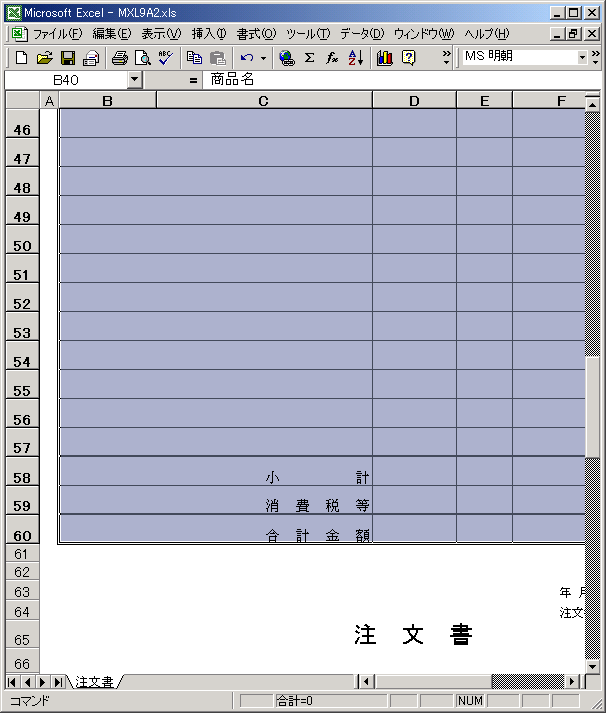 Microsoft Excel - MXL9A2.xls
ファイル(F) 編集(E) 表示(V) 挿入(I) 書式(O) ツール(T) データ(D) ウィンドウ(W) ヘルプ(H)
MS 明朝
B40 = 商品名
A B C D E F
46
47
48
49
50
51
52
53
54
55
56
57
58 小 計
59 消 費 税 等
60 合 計 金 額
61
62
63 年 月
64 注文
65 注 文 書
66
注文書
コマンド 合計=0 NUM